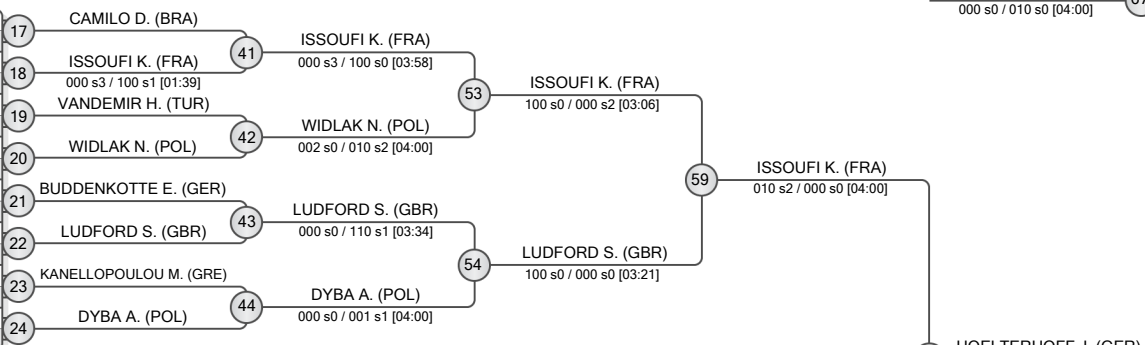 000 s0 / 010 s0 [04:00]
CAMILO D. (BRA)
17
ISSOUFI K. (FRA)
41
000 s3 / 100 s0 [03:58]
ISSOUFI K. (FRA)
18
000 s3 / 100 s1 [01:39]
ISSOUFI K. (FRA)
53
100 s0 / 000 s2 [03:06]
VANDEMIR H. (TUR)
19
WIDLAK N. (POL)
42
002 s0 / 010 s2 [04:00]
WIDLAK N. (POL)
20
ISSOUFI K. (FRA)
59
010 s2 / 000 s0 [04:00]
BUDDENKOTTE E. (GER)
21
LUDFORD S. (GBR)
43
000 s0 / 110 s1 [03:34]
LUDFORD S. (GBR)
22
LUDFORD S. (GBR)
54
100 s0 / 000 s0 [03:21]
KANELLOPOULOU M. (GRE)
23
DYBA A. (POL)
44
000 s0 / 001 s1 [04:00]
DYBA A. (POL)
24